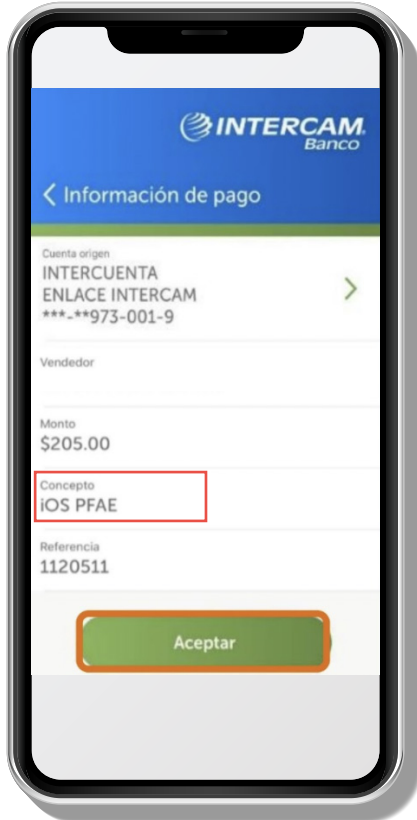 INTERCAM
Banco
Información de pago
Cuenta origen
INTERCUENTA
ENLACE INTERCAM
***-**973-001-9
Vendedor
Monto
$205.00
Concepto
iOS PFAE
Referencia
1120511
Aceptar